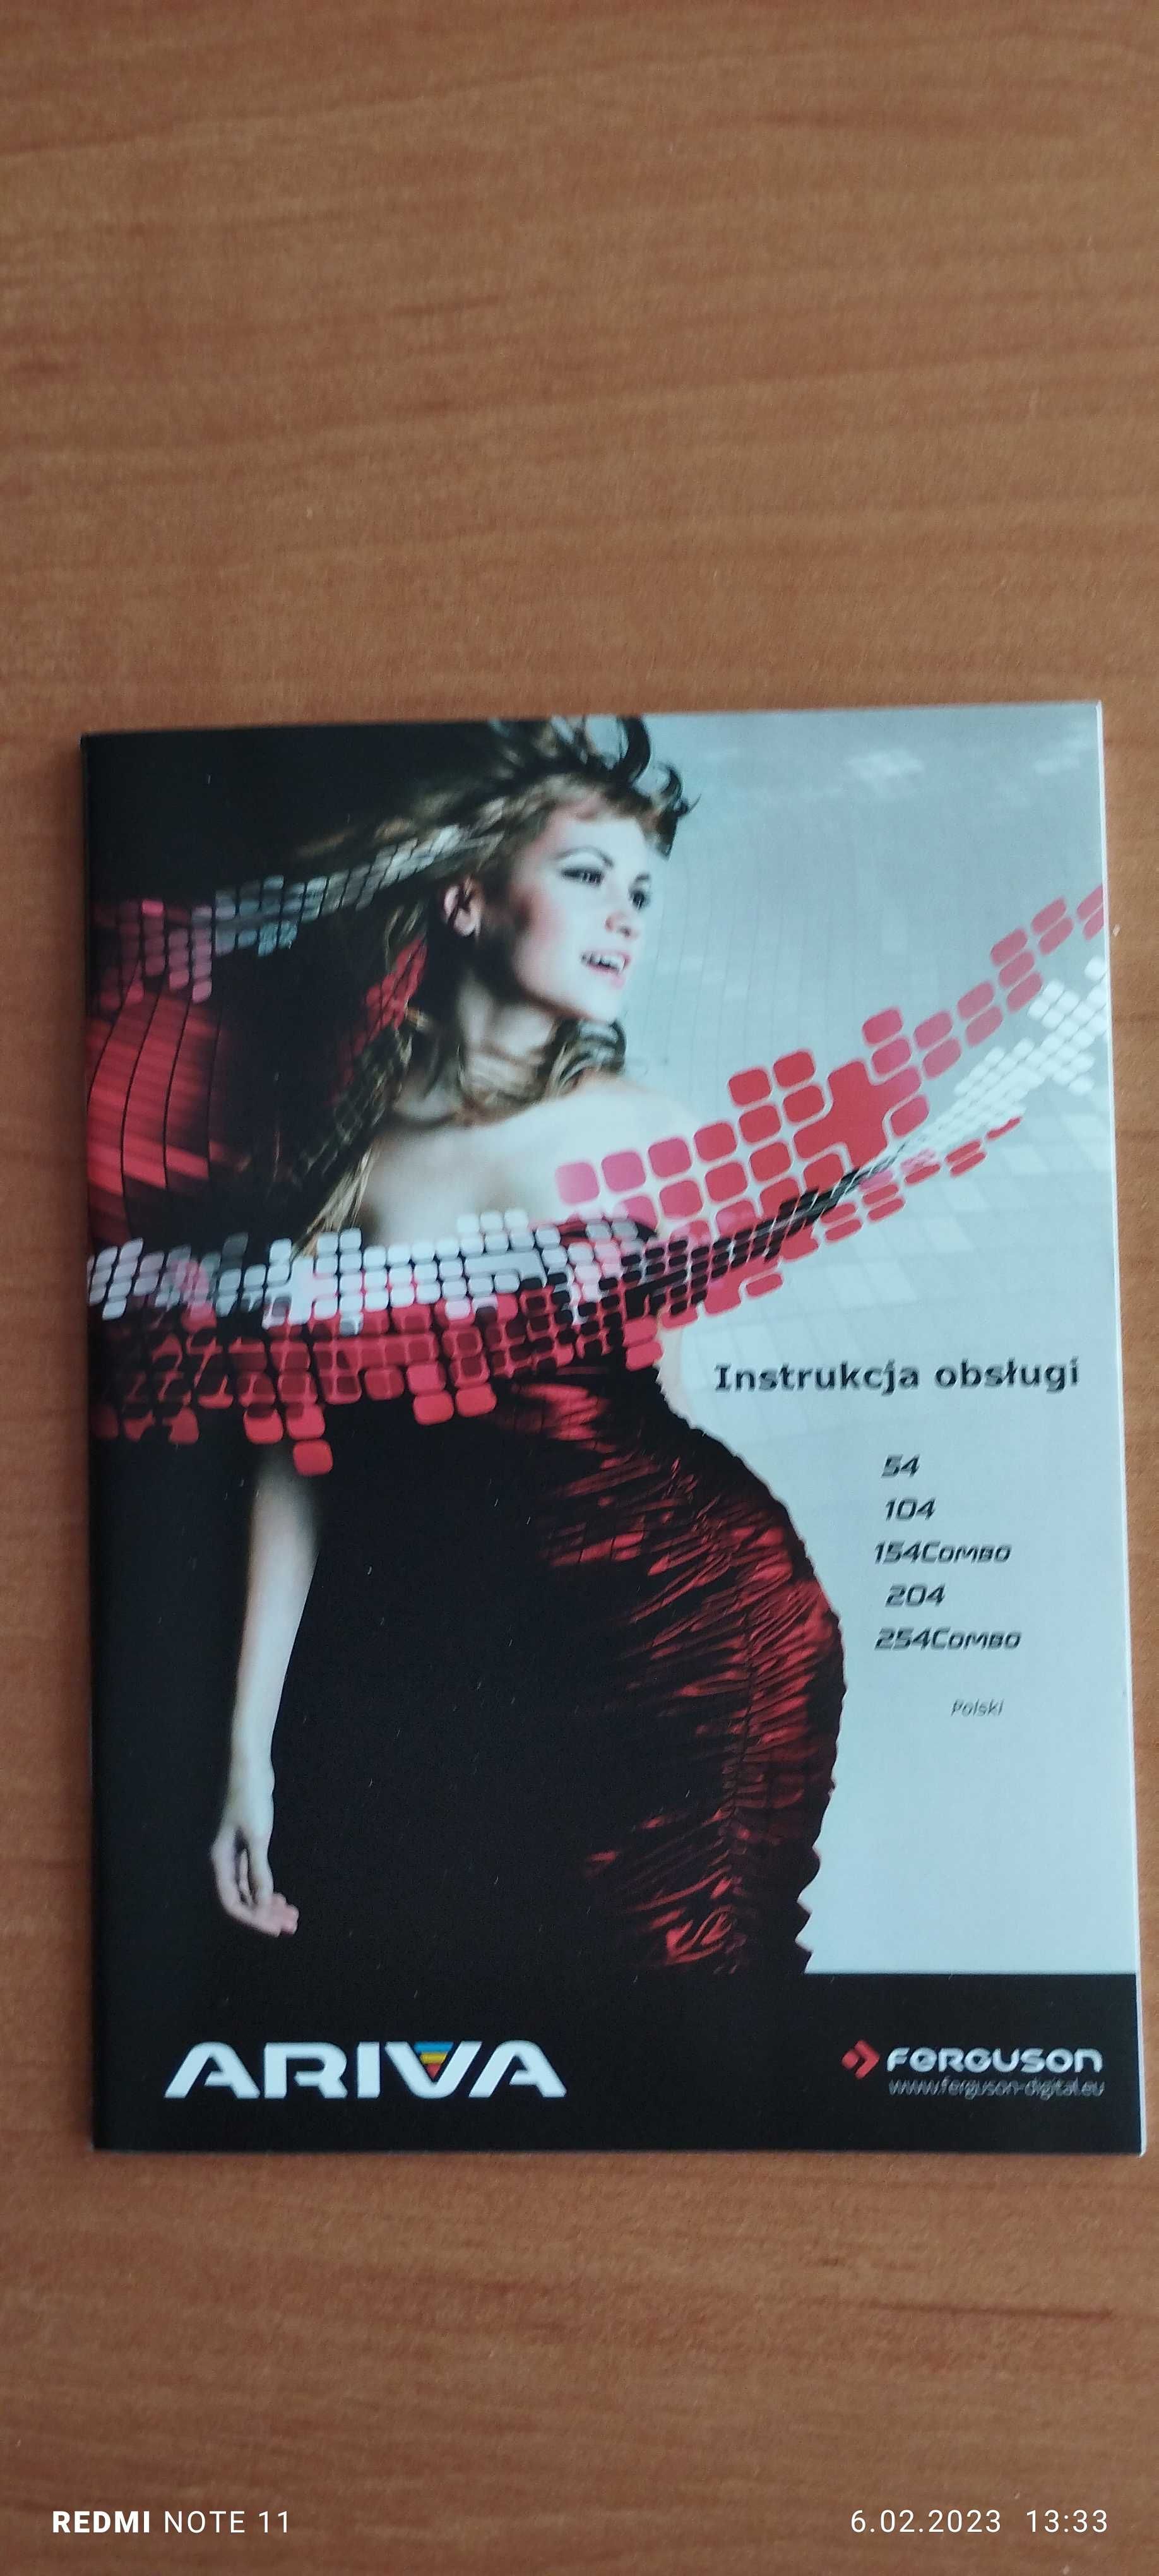 Instrukcja obsługi
54
104
154Combo
204
254Combo
Polski
ARIVA
FERGUSON
www.ferguson-digital.eu
REDMI NOTE 11
6.02.2023 13:33